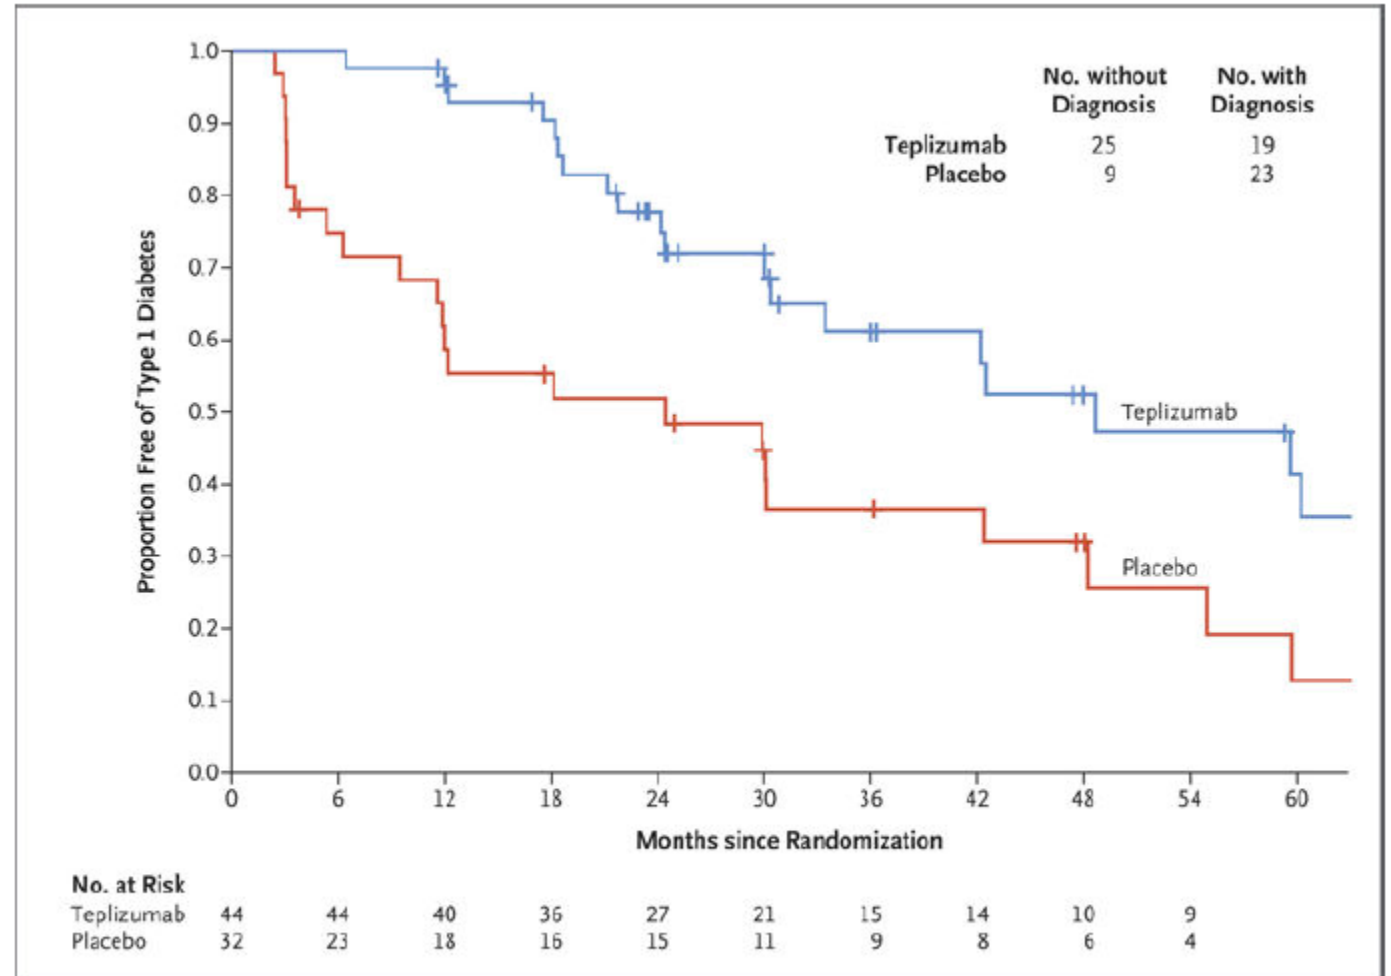 No. without No. with
Diagnosis Diagnosis
Teplizumab 25 19
Placebo 9 23
1.0
0.9
0.8
0.7
0.6
0.5
0.4
0.3
0.2
0.1
0.0
Proportion Free of Type 1 Diabetes
Teplizumab
Placebo
0 6 12 18 24 30 36 42 48 54 60
Months since Randomization
No. at Risk
Teplizumab 44 44 40 36 27 21 15 14 10 9
Placebo 32 23 18 16 15 11 9 8 6 4